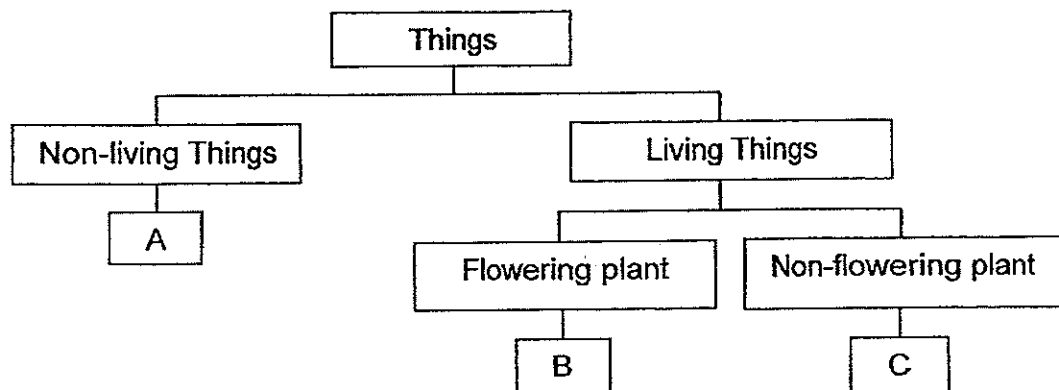 Things
Non-living Things
Living Things
A
Flowering plant
Non-flowering plant
B
C